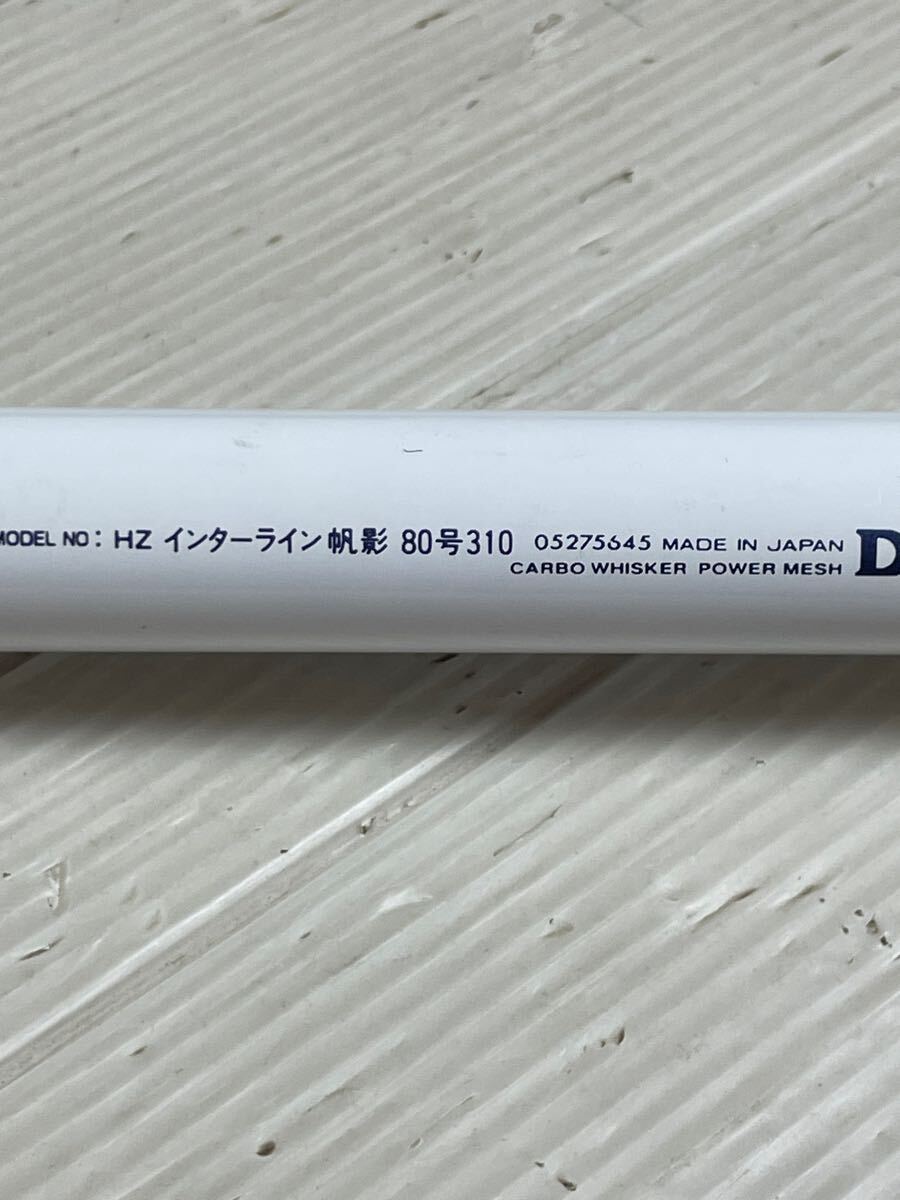 MODEL NO: HZ インターライン帆影 80号310 05275645 MADE IN JAPAN
CARBO WHISKER POWER MESH
D